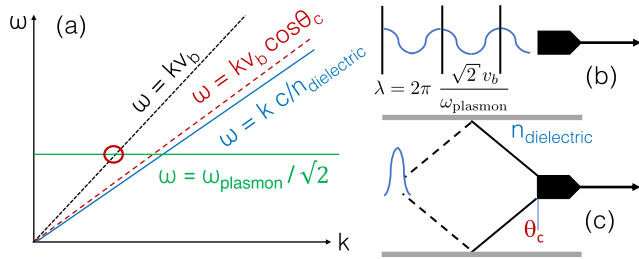 ω
(a)
ω = kv_b
ω = kv_b cosθ_c
ω = k c/n_dielectric
ω = ω_plasmon / √2
k
(b)
λ = 2π √2 v_b / ω_plasmon
n_dielectric
(c)
θ_c